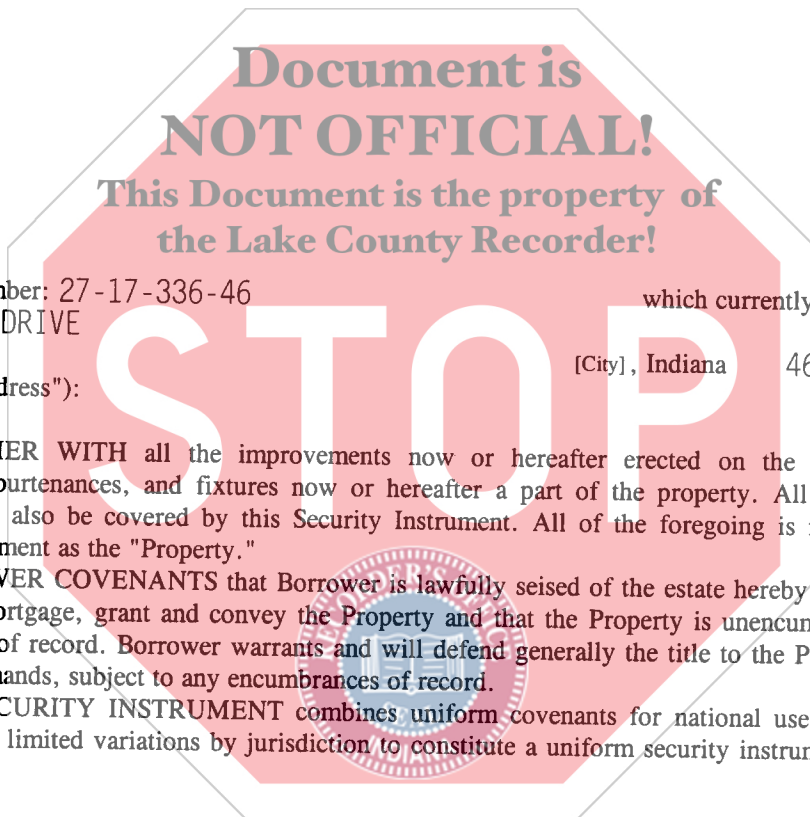 Document is
NOT OFFICIAL!
This Document is the property of
the Lake County Recorder!
nber: 27-17-336-46 which currently
DRIVE
[City], Indiana 46
dress"):
STOP
IER WITH all the improvements now or hereafter erected on the
ourtenances, and fixtures now or hereafter a part of the property. All
also be covered by this Security Instrument. All of the foregoing is
ment as the "Property."
VER COVENANTS that Borrower is lawfully seised of the estate hereby
ortgage, grant and convey the Property and that the Property is unencun
of record. Borrower warrants and will defend generally the title to the P
nands, subject to any encumbrances of record.
CURITY INSTRUMENT combines uniform covenants for national use
limited variations by jurisdiction to constitute a uniform security instrun
SEAL